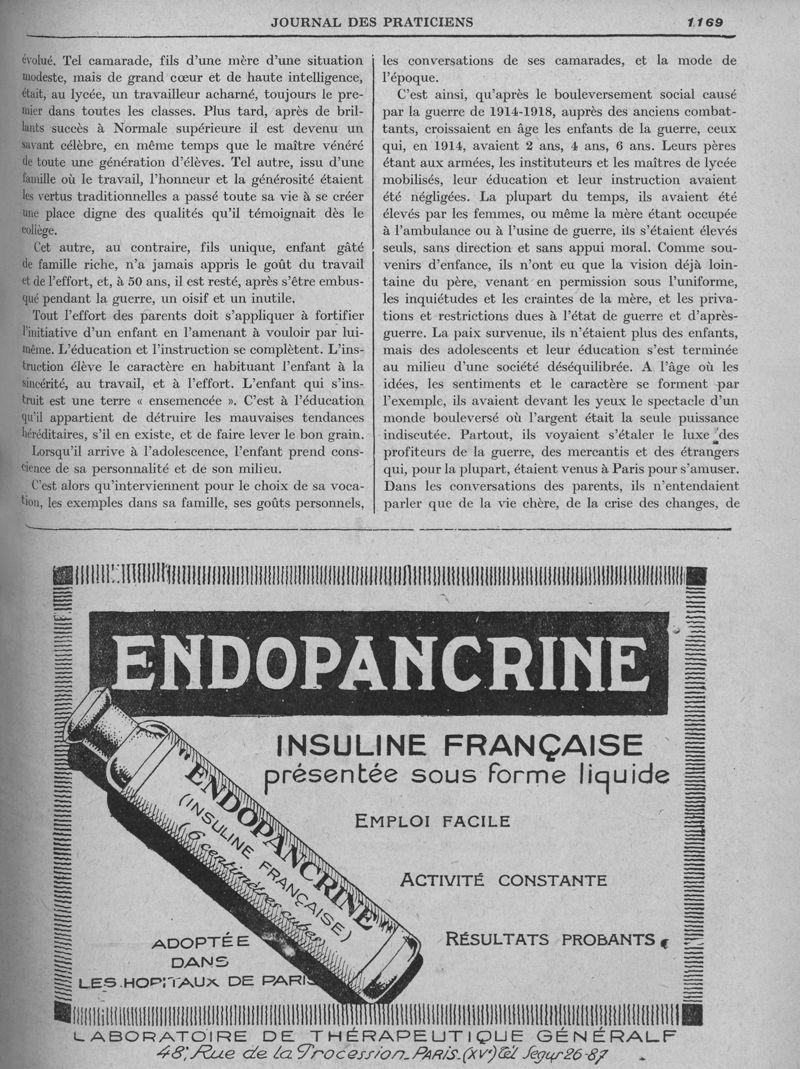 JOURNAL DES PRATICIENS 1169
évolué. Tel camarade, fils d'une mère d'une situation
modeste, mais de grand cœur et de haute intelligence,
était, au lycée, un travailleur acharné, toujours le pre-
mier dans toutes les classes. Plus tard, après de bril-
lants succès à Normale supérieure il est devenu un
savant célèbre, en même temps que le maître vénéré
de toute une génération d'élèves. Tel autre, issu d'une
famille où le travail, l'honneur et la générosité étaient
les vertus traditionnelles a passé toute sa vie à se créer
une place digne des qualités qu'il témoignait dès le
collège.
Cet autre, au contraire, fils unique, enfant gâté
de famille riche, n'a jamais appris le goût du travail
et de l'effort, et, à 50 ans, il est resté, après s'être embus-
qué pendant la guerre, un oisif et un inutile.
Tout l'effort des parents doit s'appliquer à fortifier
l'initiative d'un enfant en l'amenant à vouloir par lui-
même. L'éducation et l'instruction se complètent. L'ins-
truction élève le caractère en habituant l'enfant à la
sincérité, au travail, et à l'effort. L'enfant qui s'ins-
truit est une terre « ensemencée ». C'est à l'éducation
qu'il appartient de détruire les mauvaises tendances
héréditaires, s'il en existe, et de faire lever le bon grain.
Lorsqu'il arrive à l'adolescence, l'enfant prend cons-
cience de sa personnalité et de son milieu.
C'est alors qu'interviennent pour le choix de sa voca-
tion, les exemples dans sa famille, ses goûts personnels,
les conversations de ses camarades, et la mode de
l'époque.
C'est ainsi, qu'après le bouleversement social causé
par la guerre de 1914-1918, auprès des anciens combat-
tants, croissaient en âge les enfants de la guerre, ceux
qui, en 1914, avaient 2 ans, 4 ans, 6 ans. Leurs pères
étant aux armées, les instituteurs et les maîtres de lycée
mobilisés, leur éducation et leur instruction avaient
été négligées. La plupart du temps, ils avaient été
élevés par les femmes, ou même la mère étant occupée
à l'ambulance ou à l'usine de guerre, ils s'étaient élevés
seuls, sans direction et sans appui moral. Comme sou-
venirs d'enfance, ils n'ont eu que la vision déjà loin-
taine du père, venant en permission sous l'uniforme,
les inquiétudes et les craintes de la mère, et les priva-
tions et restrictions dues à l'état de guerre et d'après-
guerre. La paix survenue, ils n'étaient plus des enfants,
mais des adolescents et leur éducation s'est terminée
au milieu d'une société déséquilibrée. A l'âge où les
idées, les sentiments et le caractère se forment par
l'exemple, ils avaient devant les yeux le spectacle d'un
monde bouleversé où l'argent était la seule puissance
indiscutée. Partout, ils voyaient s'étaler le luxe des
profiteurs de la guerre, des mercantis et des étrangers
qui, pour la plupart, étaient venus à Paris pour s'amuser.
Dans les conversations des parents, ils n'entendaient
parler que de la vie chère, de la crise des changes, de
ENDOPANCRINE
INSULINE FRANÇAISE
présentée sous forme liquide
EMPLOI FACILE
ACTIVITÉ CONSTANTE
RÉSULTATS PROBANTS
"ENDOPANCRINE"
(INSULINE FRANÇAISE)
(6 centimètres cubes)
ADOPTÉE
DANS
LES HOPITAUX DE PARIS
LABORATOIRE DE THÉRAPEUTIQUE GÉNÉRALE
48, Rue de la Procession_PARIS_(XVe) Tél. Segur 26-87